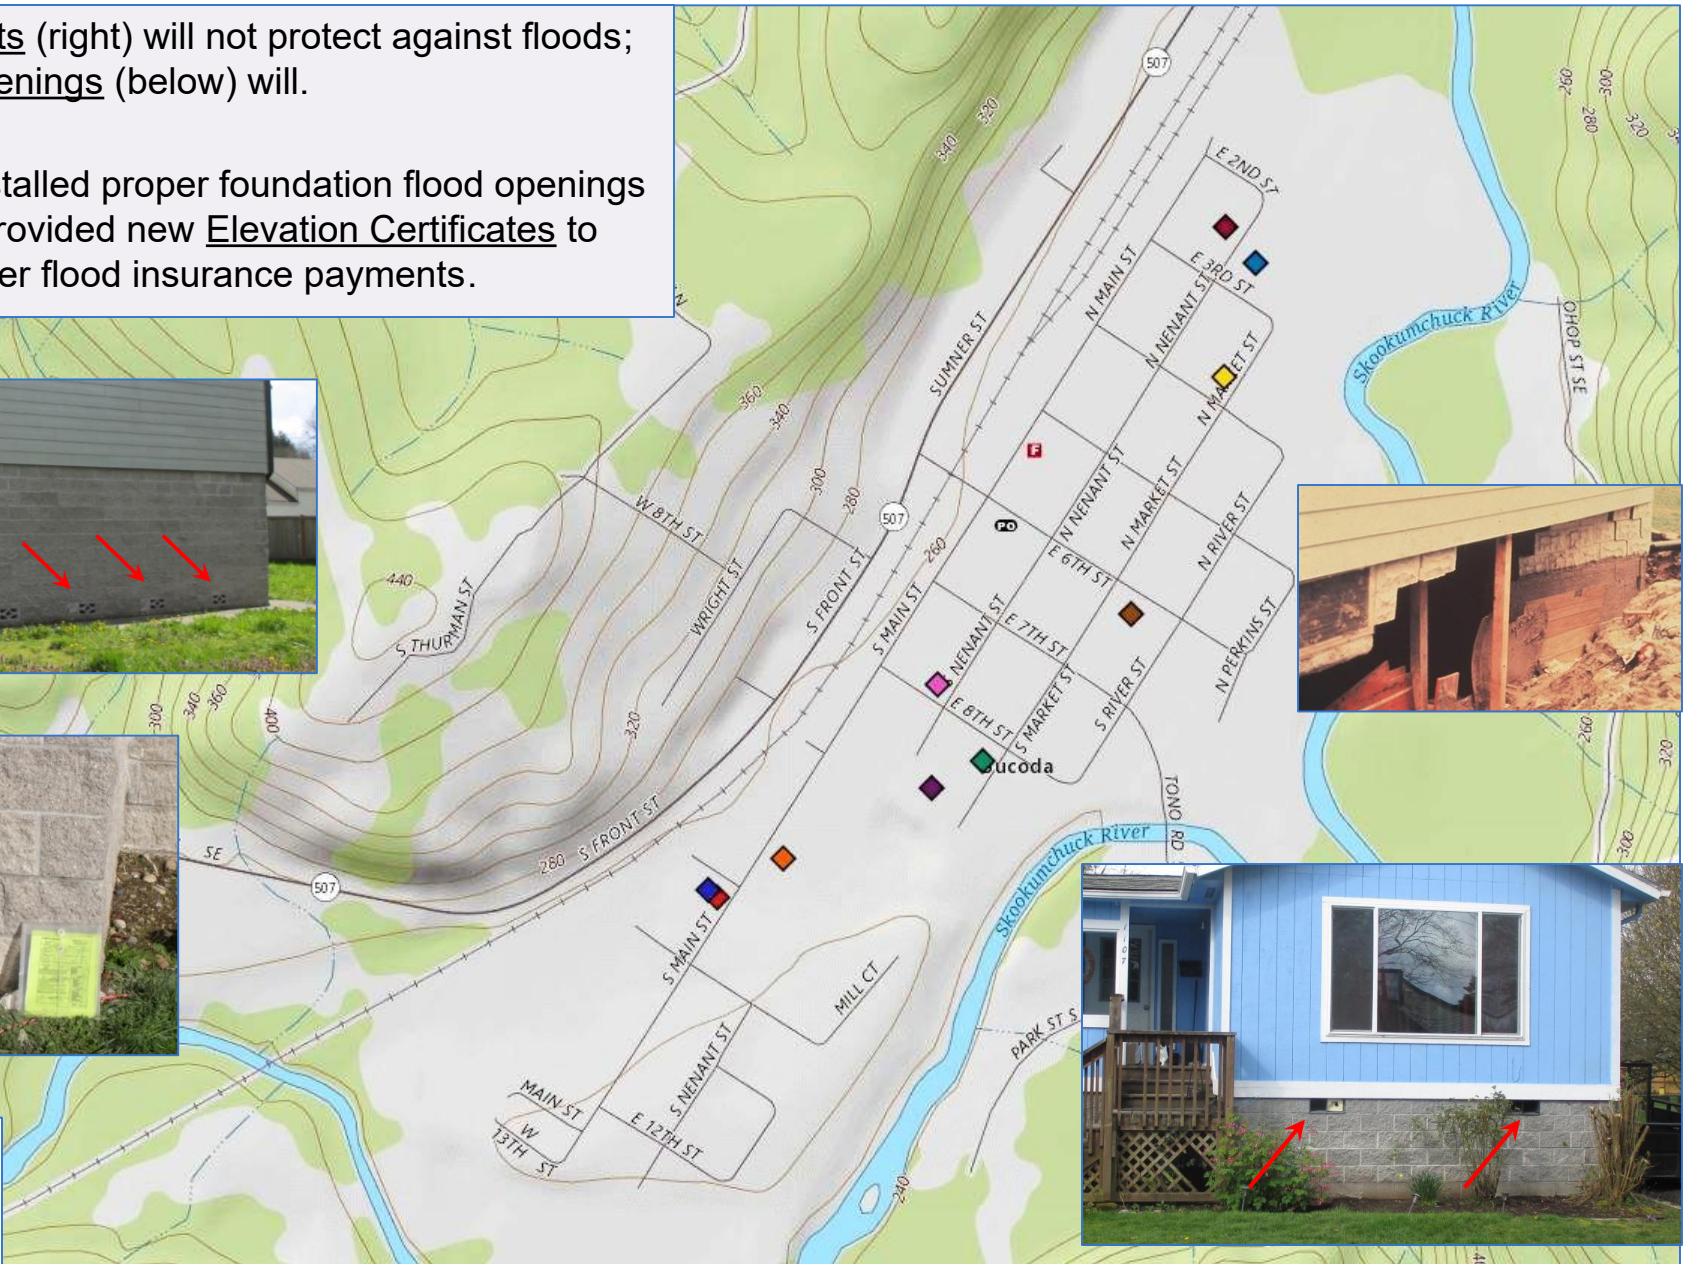 ts (right) will not protect against floods;
enings (below) will.
stalled proper foundation flood openings
rovided new Elevation Certificates to
er flood insurance payments.
507
E 2ND ST
320
340
260
300
280
320
N MAIN ST
E 3RD ST
N NENANT ST
Skookumchuck River
OHOP ST SE
SUMNER ST
N MARKET ST
360
340
F
300
280
507
PO
W 8TH ST
N NENANT ST
N MARKET ST
N RIVER ST
260
E 6TH ST
440
S THURMAN ST
WRIGHT ST
S FRONT ST
S MAIN ST
S NENANT ST
E 7TH ST
N PERKINS ST
300
340
360
400
320
E 8TH ST
S MARKET ST
S RIVER ST
260
320
Bucoda
TONO RD
SE
507
280
S FRONT ST
Skookumchuck River
300
S MAIN ST
MILL CT
PARK ST S
S NENANT ST
MAIN ST
W
13TH ST
E 12TH ST
240
1107